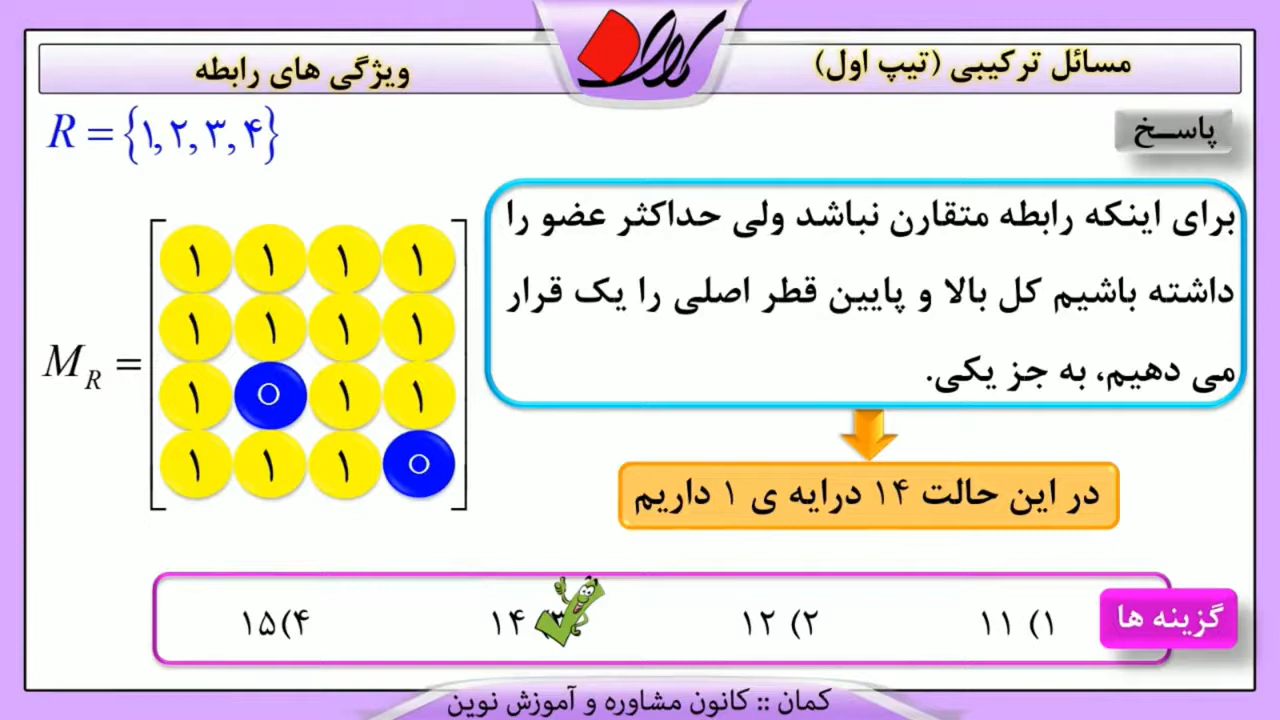 مسائل ترکیبی (تیپ اول)
کمان
ویژگی های رابطه
پاســخ
R = {۱, ۲, ۳, ۴}
برای اینکه رابطه متقارن نباشد ولی حداکثر عضو را
داشته باشیم کل بالا و پایین قطر اصلی را یک قرار
می دهیم، به جز یکی.
M_R =
۱ ۱ ۱ ۱
۱ ۱ ۱ ۱
۱ ۰ ۱ ۱
۱ ۱ ۱ ۰
در این حالت ۱۴ درایه ی ۱ داریم
گزینه ها
۱) ۱۱ ۲) ۱۲ ۱۴ ۴) ۱۵
کمان :: کانون مشاوره و آموزش نوین